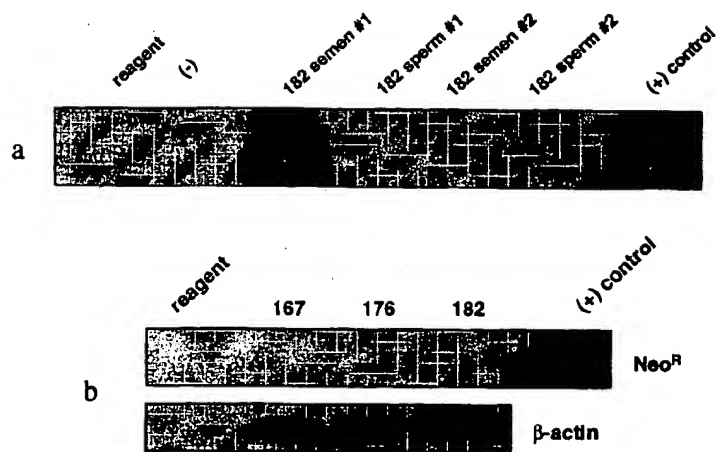 reagent (-) 182 semen #1 182 sperm #1 182 semen #2 182 sperm #2 (+) control
a
reagent 167 176 182 (+) control
Neo^R
b
β-actin